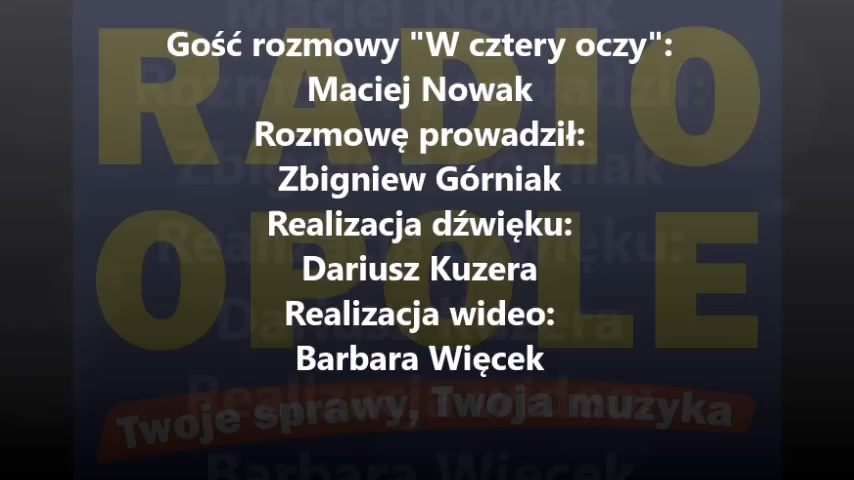 Gość rozmowy "W cztery oczy":
Maciej Nowak
Rozmowę prowadził:
Zbigniew Górniak
Realizacja dźwięku:
Dariusz Kuzera
Realizacja wideo:
Barbara Więcek
RADIO
OPOLE
Twoje sprawy, Twoja muzyka